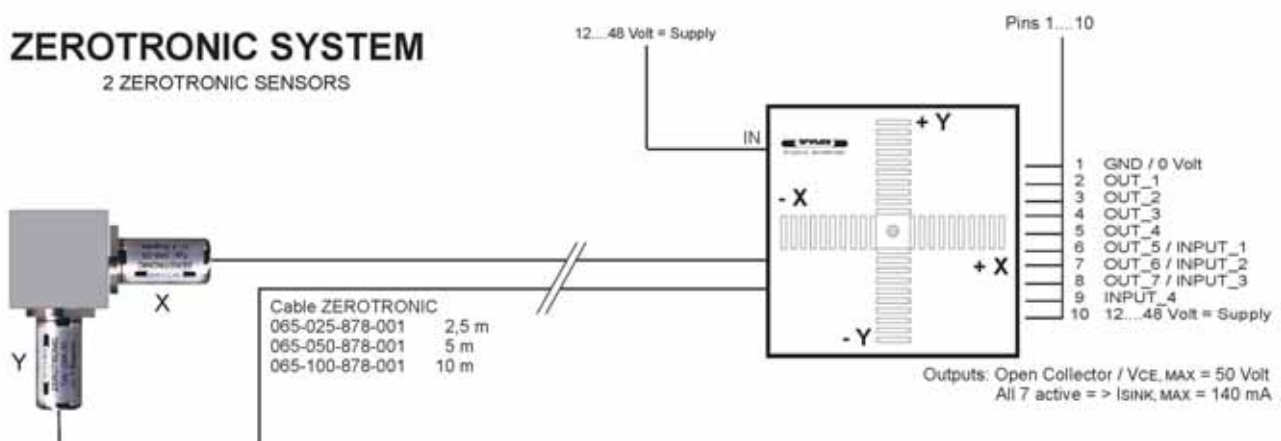 ZEROTRONIC SYSTEM
2 ZEROTRONIC SENSORS
12....48 Volt = Supply
Pins 1....10
IN
+ Y
- X
+ X
- Y
1 GND / 0 Volt
2 OUT_1
3 OUT_2
4 OUT_3
5 OUT_4
6 OUT_5 / INPUT_1
7 OUT_6 / INPUT_2
8 OUT_7 / INPUT_3
9 INPUT_4
10 12....48 Volt = Supply
X
Y
Cable ZEROTRONIC
065-025-878-001 2,5 m
065-050-878-001 5 m
065-100-878-001 10 m
Outputs: Open Collector / VCE, MAX = 50 Volt
All 7 active = > ISINK, MAX = 140 mA